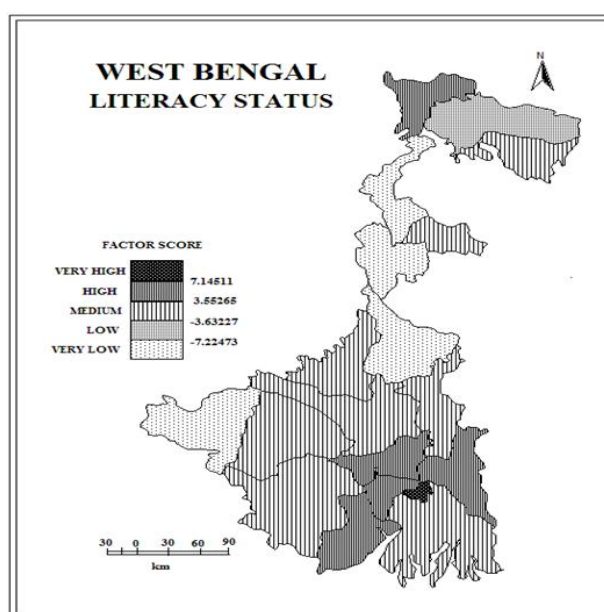 WEST BENGAL
LITERACY STATUS
N
FACTOR SCORE
VERY HIGH
7.14511
HIGH
3.55265
MEDIUM
-3.63227
LOW
-7.22473
VERY LOW
30 0 30 60 90
km